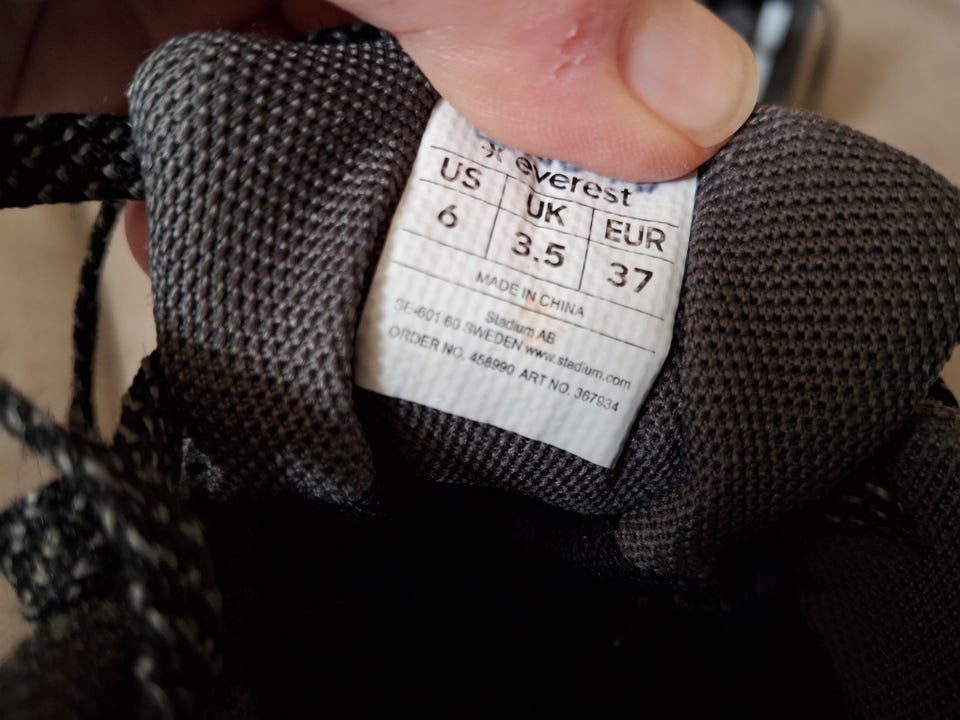 everest
US UK EUR
6 3.5 37
MADE IN CHINA
Stadium AB
SE-601 60 SWEDEN www.stadium.com
ORDER NO. 458990 ART NO. 367934